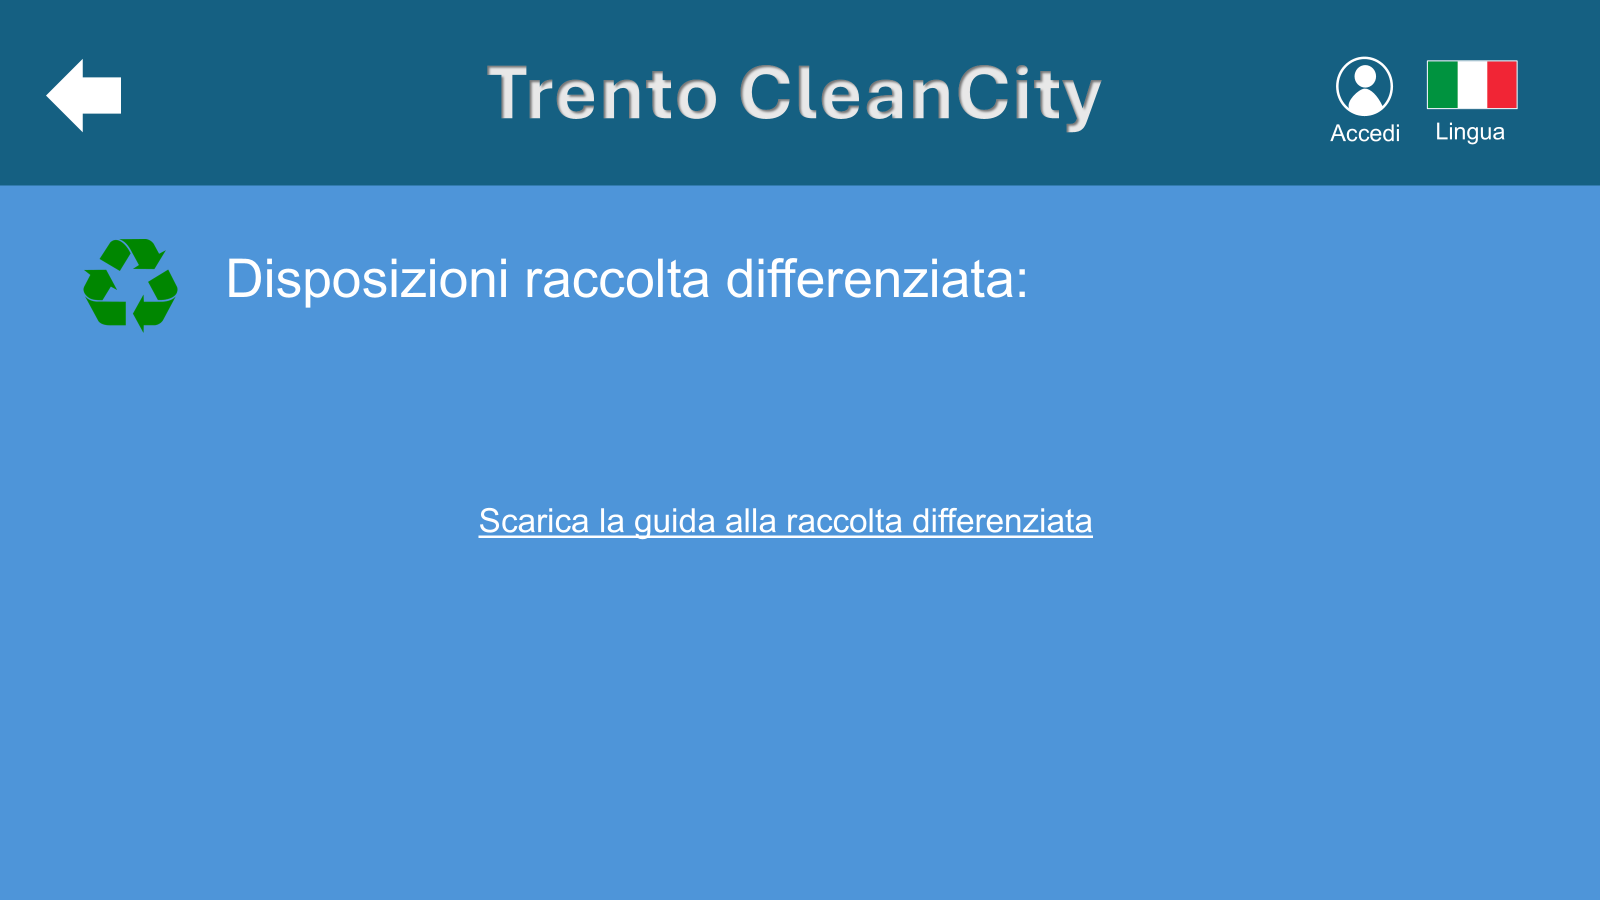 Trento CleanCity
Accedi
Lingua
Disposizioni raccolta differenziata:
Scarica la guida alla raccolta differenziata